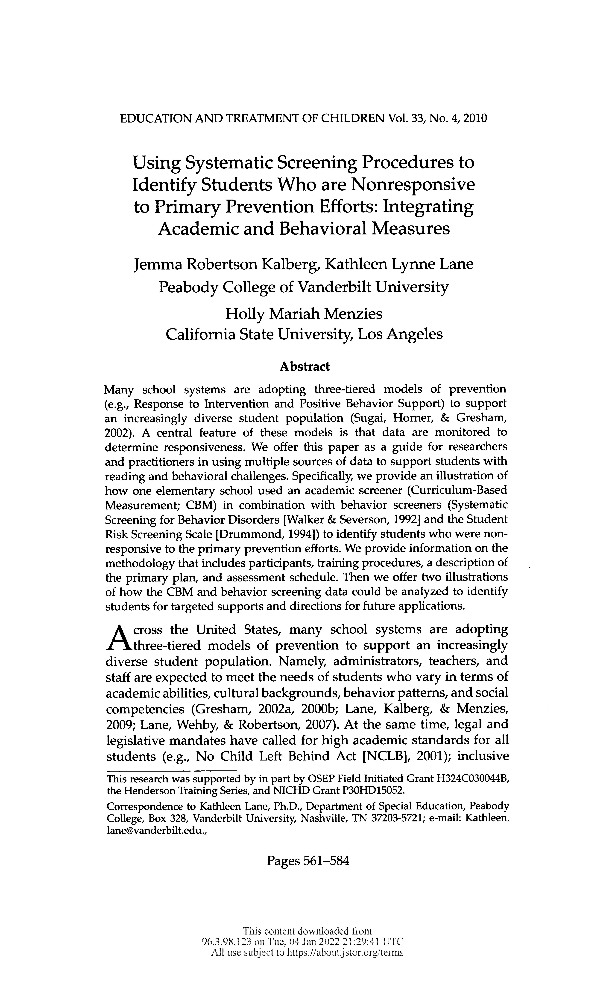 EDUCATION AND TREATMENT OF CHILDREN Vol. 33, No. 4, 2010
Using Systematic Screening Procedures to
Identify Students Who are Nonresponsive
to Primary Prevention Efforts: Integrating
Academic and Behavioral Measures
Jemma Robertson Kalberg, Kathleen Lynne Lane
Peabody College of Vanderbilt University
Holly Mariah Menzies
California State University, Los Angeles
Abstract
Many school systems are adopting three-tiered models of prevention
(e.g., Response to Intervention and Positive Behavior Support) to support
an increasingly diverse student population (Sugai, Horner, & Gresham,
2002). A central feature of these models is that data are monitored to
determine responsiveness. We offer this paper as a guide for researchers
and practitioners in using multiple sources of data to support students with
reading and behavioral challenges. Specifically, we provide an illustration of
how one elementary school used an academic screener (Curriculum-Based
Measurement; CBM) in combination with behavior screeners (Systematic
Screening for Behavior Disorders [Walker & Severson, 1992] and the Student
Risk Screening Scale [Drummond, 1994]) to identify students who were non-
responsive to the primary prevention efforts. We provide information on the
methodology that includes participants, training procedures, a description of
the primary plan, and assessment schedule. Then we offer two illustrations
of how the CBM and behavior screening data could be analyzed to identify
students for targeted supports and directions for future applications.
Across the United States, many school systems are adopting
three-tiered models of prevention to support an increasingly
diverse student population. Namely, administrators, teachers, and
staff are expected to meet the needs of students who vary in terms of
academic abilities, cultural backgrounds, behavior patterns, and social
competencies (Gresham, 2002a, 2000b; Lane, Kalberg, & Menzies,
2009; Lane, Wehby, & Robertson, 2007). At the same time, legal and
legislative mandates have called for high academic standards for all
students (e.g., No Child Left Behind Act [NCLB], 2001); inclusive
This research was supported by in part by OSEP Field Initiated Grant H324C030044B,
the Henderson Training Series, and NICHD Grant P30HD15052.
Correspondence to Kathleen Lane, Ph.D., Department of Special Education, Peabody
College, Box 328, Vanderbilt University, Nashville, TN 37203-5721; e-mail: Kathleen.
lane@vanderbilt.edu.,
Pages 561–584
This content downloaded from
96.3.98.123 on Tue, 04 Jan 2022 21:29:41 UTC
All use subject to https://about.jstor.org/terms